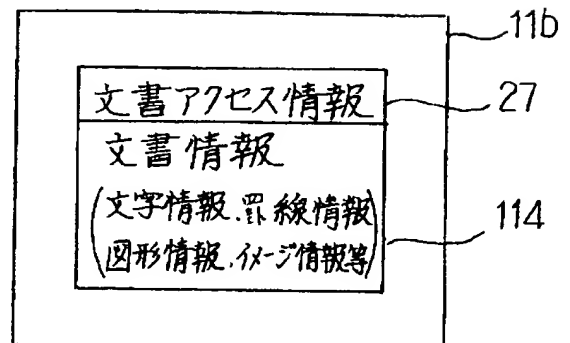 11b
文書アクセス情報
27
文書情報
(文字情報、罫線情報
図形情報、イメージ情報等)
114